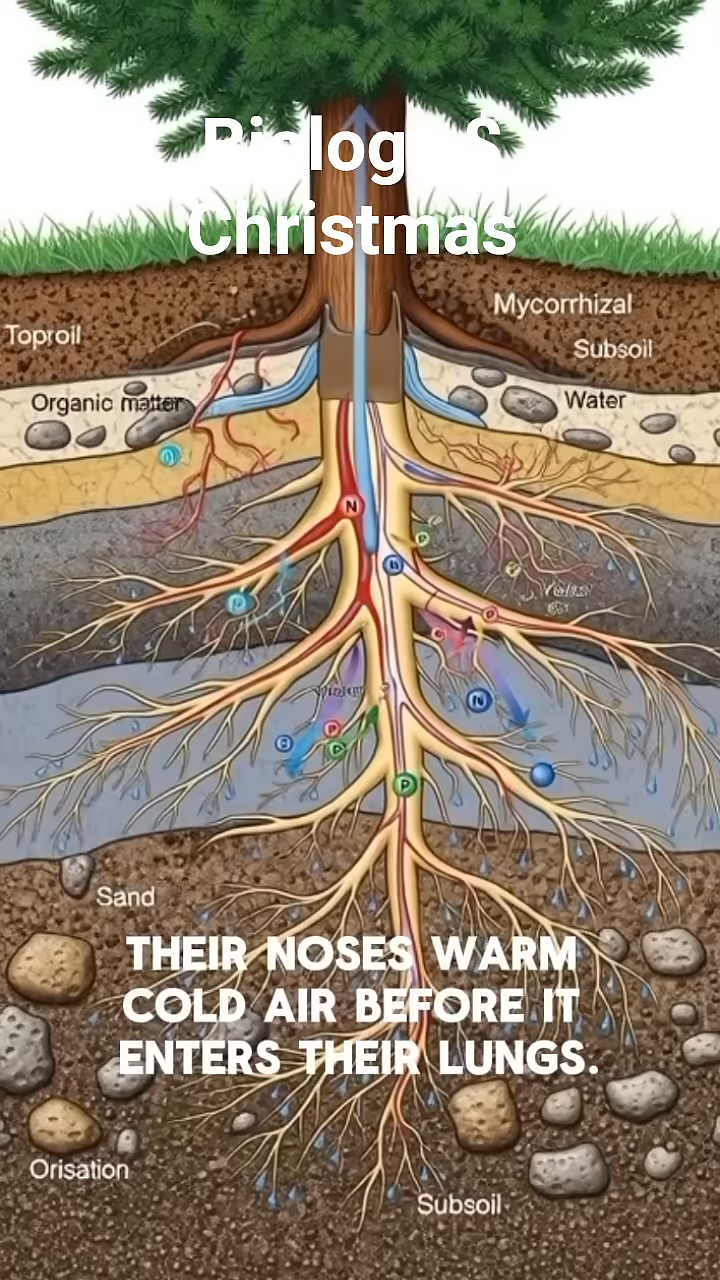 Christmas
Mycorrhizal
Toproil
Subsoil
Organic matter
Water
N
P
N
P
Sand
THEIR NOSES WARM
COLD AIR BEFORE IT
ENTERS THEIR LUNGS.
Orisation
Subsoil